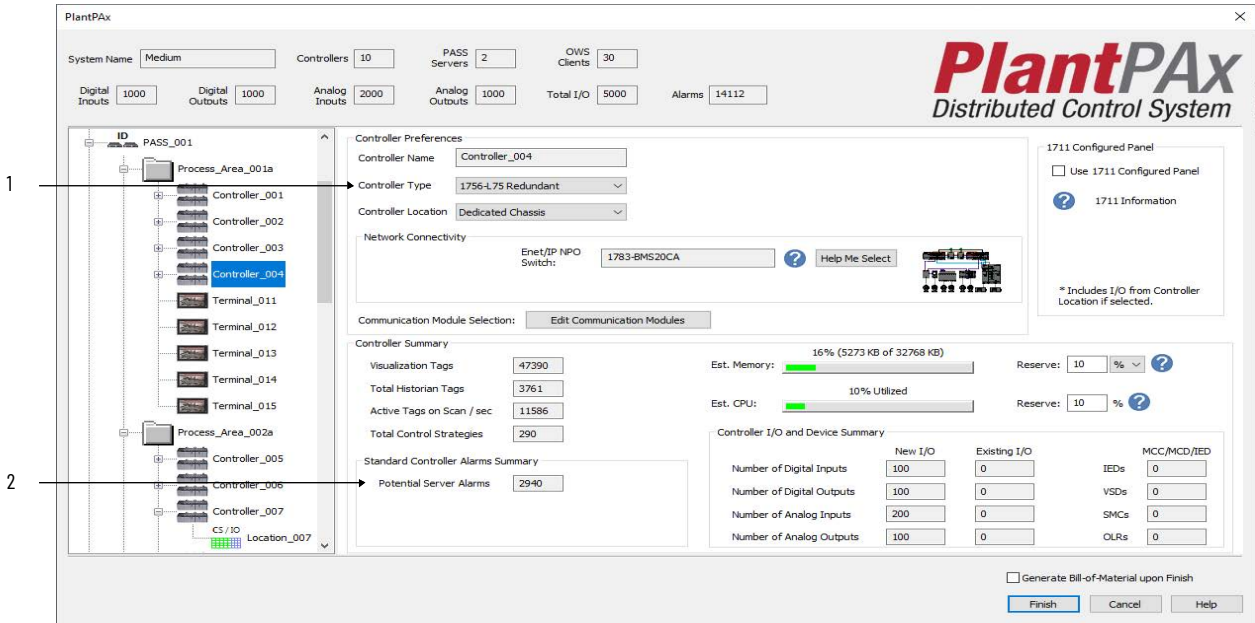 PlantPAx
System Name Medium Controllers 10 PASS Servers 2 OWS Clients 30
Digital Inputs 1000 Digital Outputs 1000 Analog Inputs 2000 Analog Outputs 1000 Total I/O 5000 Alarms 14112
PlantPAx
Distributed Control System
ID PASS_001
Process_Area_001a
Controller_001
Controller_002
Controller_003
Controller_004
Terminal_011
Terminal_012
Terminal_013
Terminal_014
Terminal_015
Process_Area_002a
Controller_005
Controller_006
Controller_007
CS / IO Location_007
1
2
Controller Preferences
Controller Name Controller_004
Controller Type 1756-L75 Redundant
Controller Location Dedicated Chassis
Network Connectivity
Enet/IP NPO Switch: 1783-BMS20CA ? Help Me Select
Communication Module Selection: Edit Communication Modules
1711 Configured Panel
Use 1711 Configured Panel
? 1711 Information
* Includes I/O from Controller
Location if selected.
Controller Summary
Visualization Tags 47390
Total Historian Tags 3761
Active Tags on Scan / sec 11586
Total Control Strategies 290
Standard Controller Alarms Summary
Potential Server Alarms 2940
16% (5273 KB of 32768 KB)
Est. Memory: Reserve: 10 % ?
10% Utilized
Est. CPU: Reserve: 10 % ?
Controller I/O and Device Summary
New I/O Existing I/O MCC/MCD/IED
Number of Digital Inputs 100 0 IEDs 0
Number of Digital Outputs 100 0 VSDs 0
Number of Analog Inputs 200 0 SMCs 0
Number of Analog Outputs 100 0 OLRs 0
Generate Bill-of-Material upon Finish
Finish Cancel Help